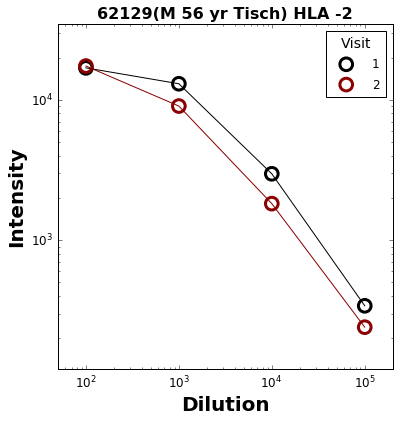 62129(M 56 yr Tisch) HLA -2
Visit
1
2
10⁴
10³
Intensity
10² 10³ 10⁴ 10⁵
Dilution